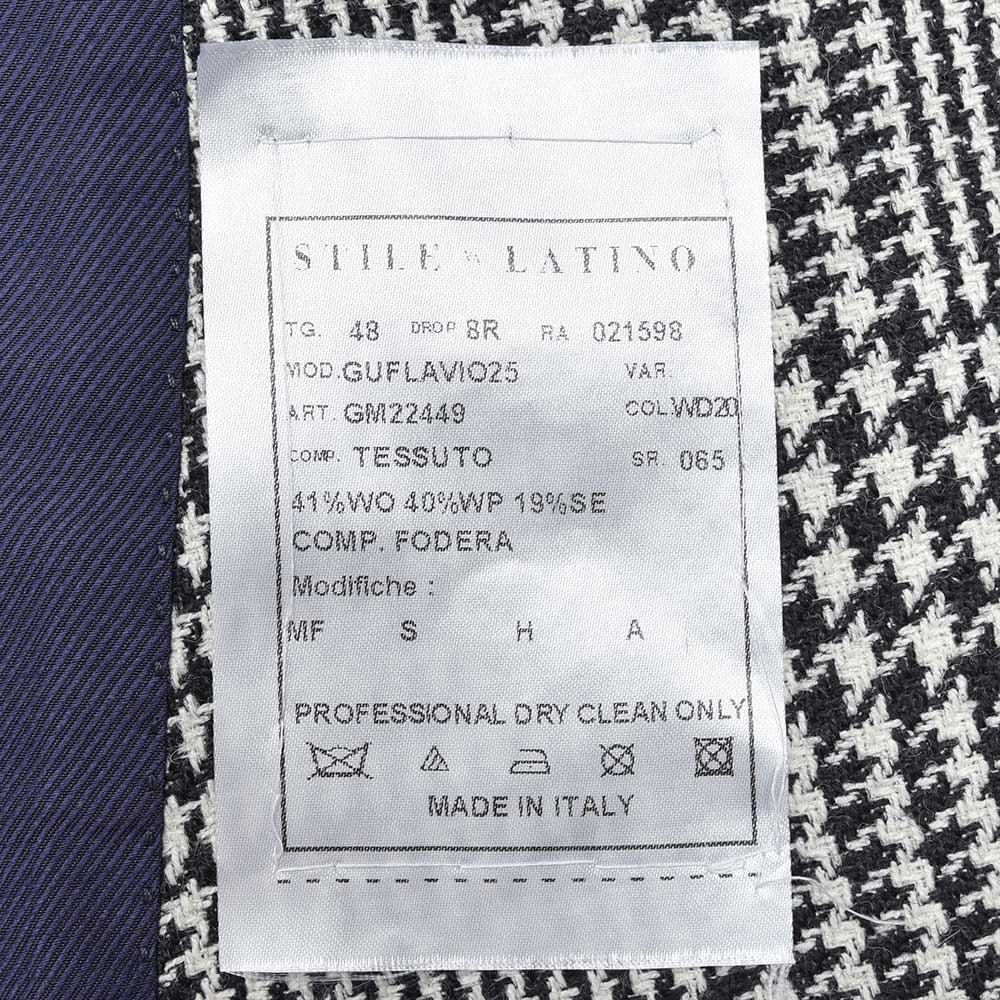 STILE LATINO
TG. 48 DROP 8R RA 021598
MOD. GUFLAVIO25 VAR.
ART. GM22449 COL WD20
COMP. TESSUTO SR. 065
41%WO 40%WP 19%SE
COMP. FODERA
Modifiche :
MF S H A
PROFESSIONAL DRY CLEAN ONLY
MADE IN ITALY